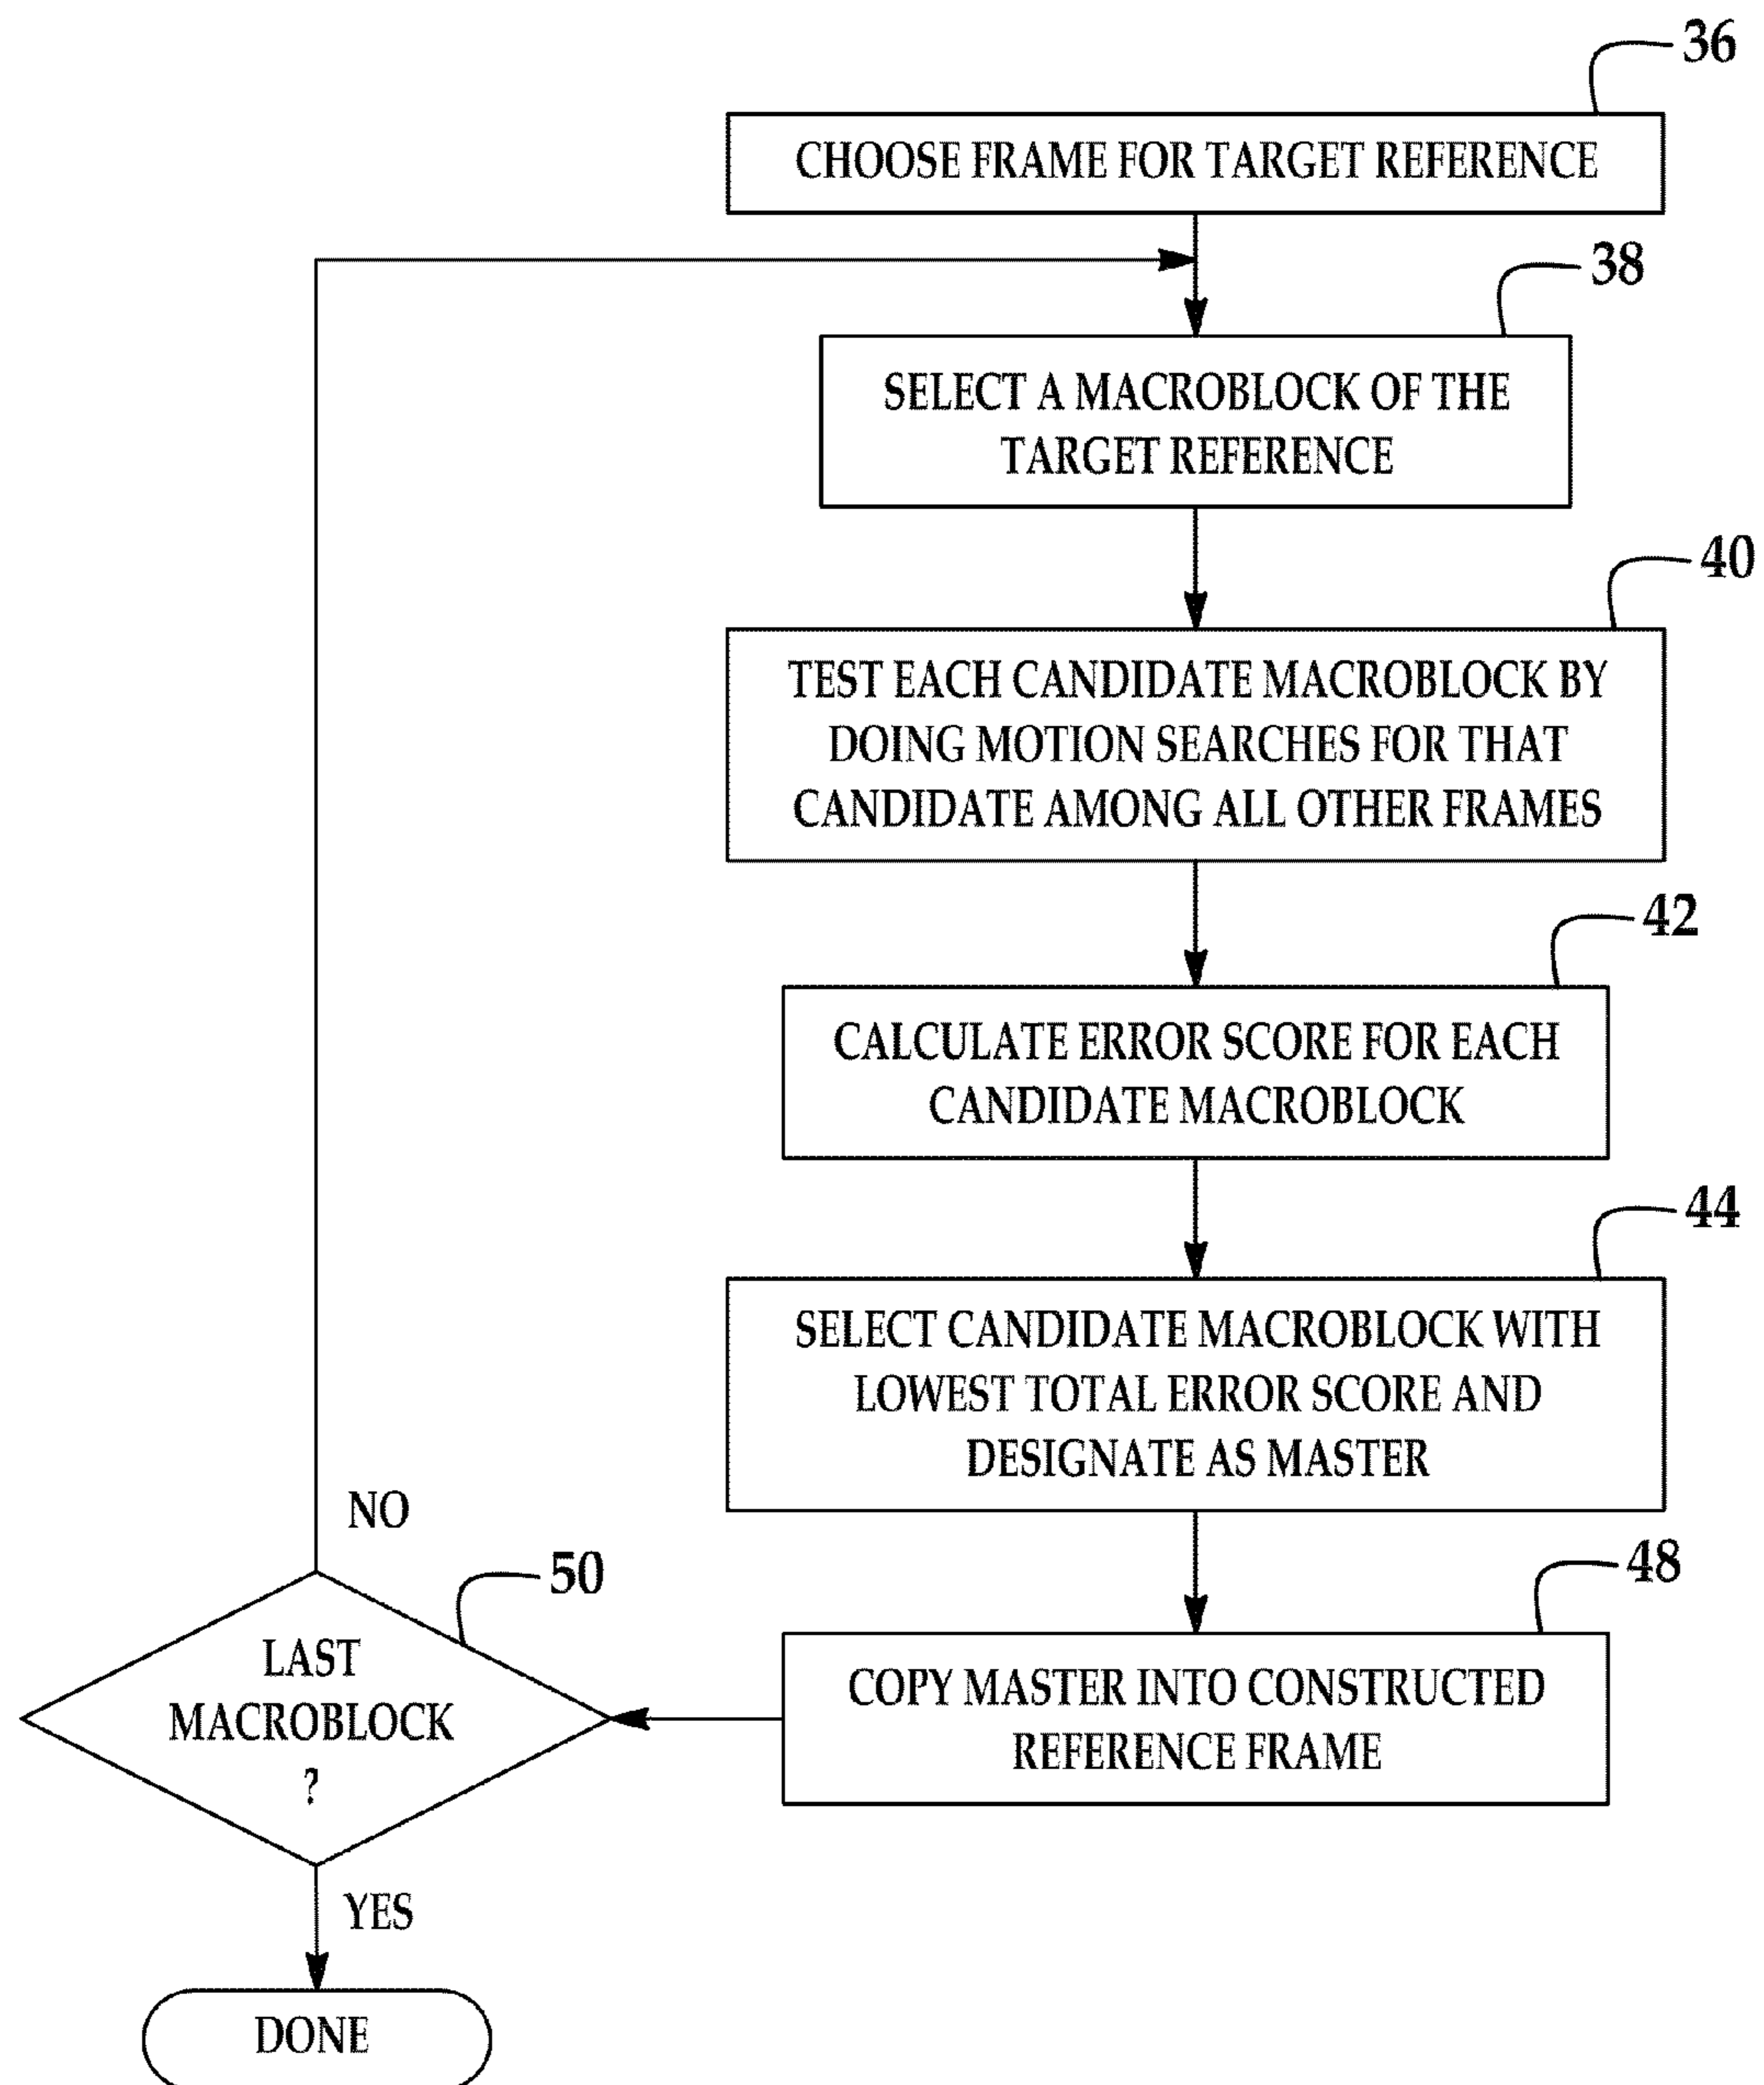 36
CHOOSE FRAME FOR TARGET REFERENCE
38
SELECT A MACROBLOCK OF THE
TARGET REFERENCE
40
TEST EACH CANDIDATE MACROBLOCK BY
DOING MOTION SEARCHES FOR THAT
CANDIDATE AMONG ALL OTHER FRAMES
42
CALCULATE ERROR SCORE FOR EACH
CANDIDATE MACROBLOCK
44
SELECT CANDIDATE MACROBLOCK WITH
LOWEST TOTAL ERROR SCORE AND
DESIGNATE AS MASTER
48
COPY MASTER INTO CONSTRUCTED
REFERENCE FRAME
NO
50
LAST
MACROBLOCK
?
YES
DONE